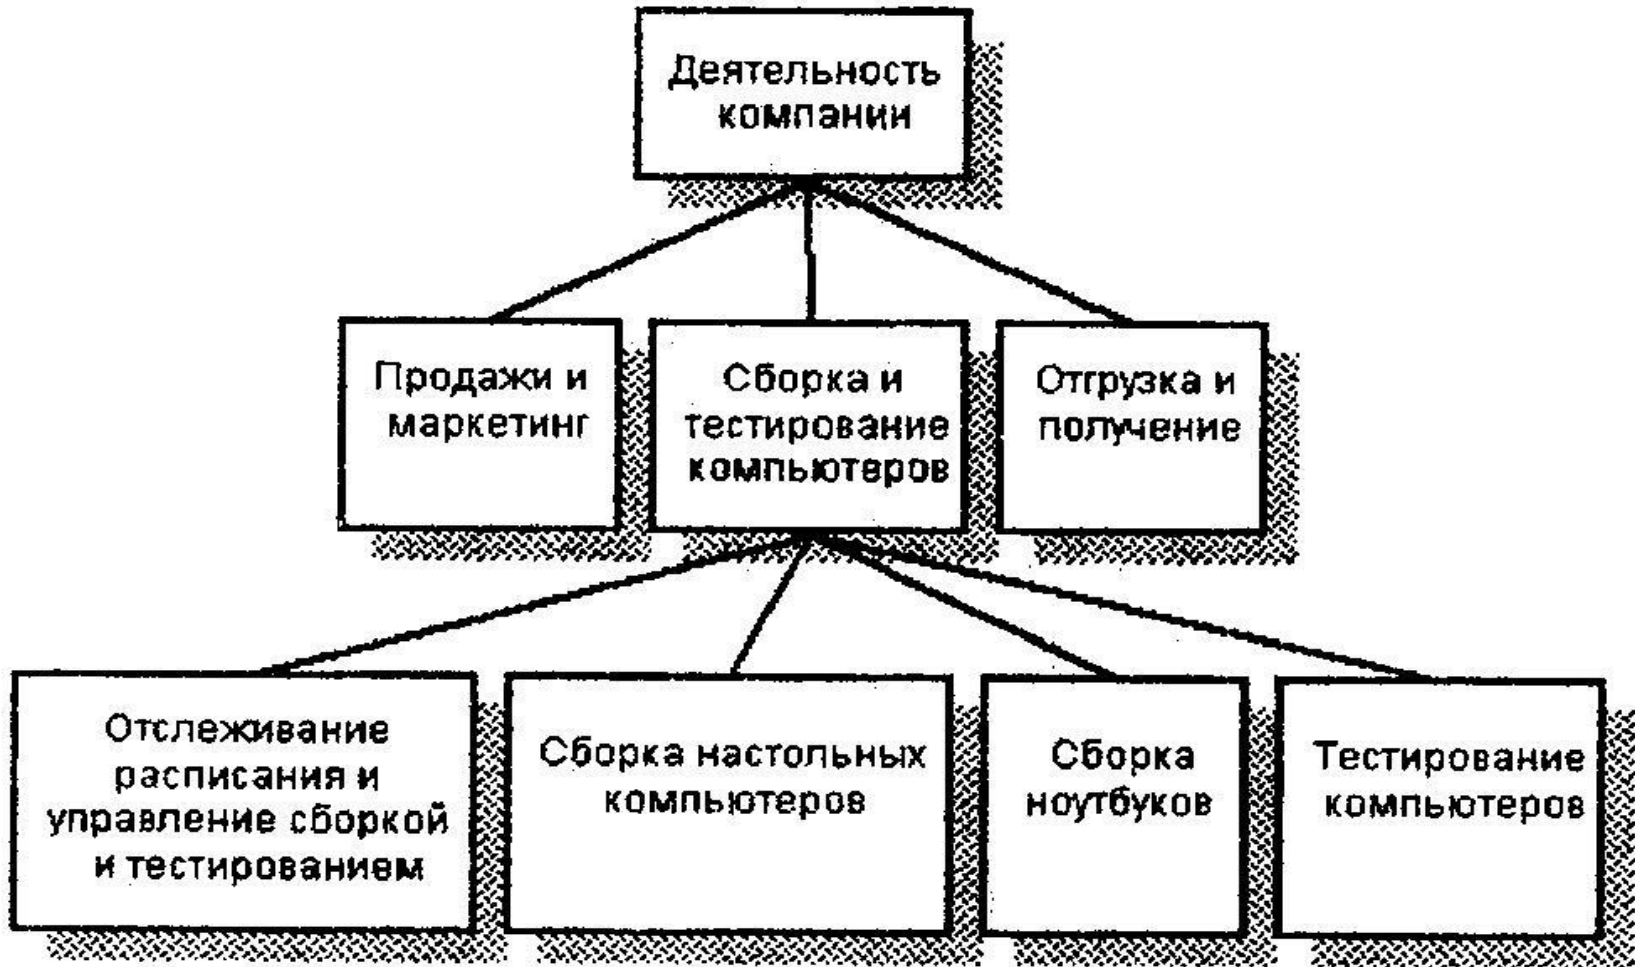 Деятельность
компании
Продажи и
маркетинг
Сборка и
тестирование
компьютеров
Отгрузка и
получение
Отслеживание
расписания и
управление сборкой
и тестированием
Сборка настольных
компьютеров
Сборка
ноутбуков
Тестирование
компьютеров